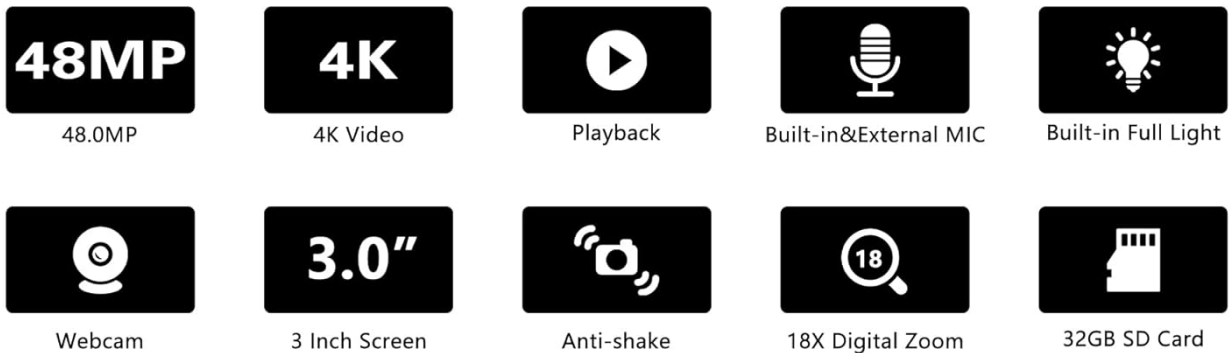 48MP 4K
48.0MP 4K Video Playback Built-in&External MIC Built-in Full Light
3.0″ 18
Webcam 3 Inch Screen Anti-shake 18X Digital Zoom 32GB SD Card